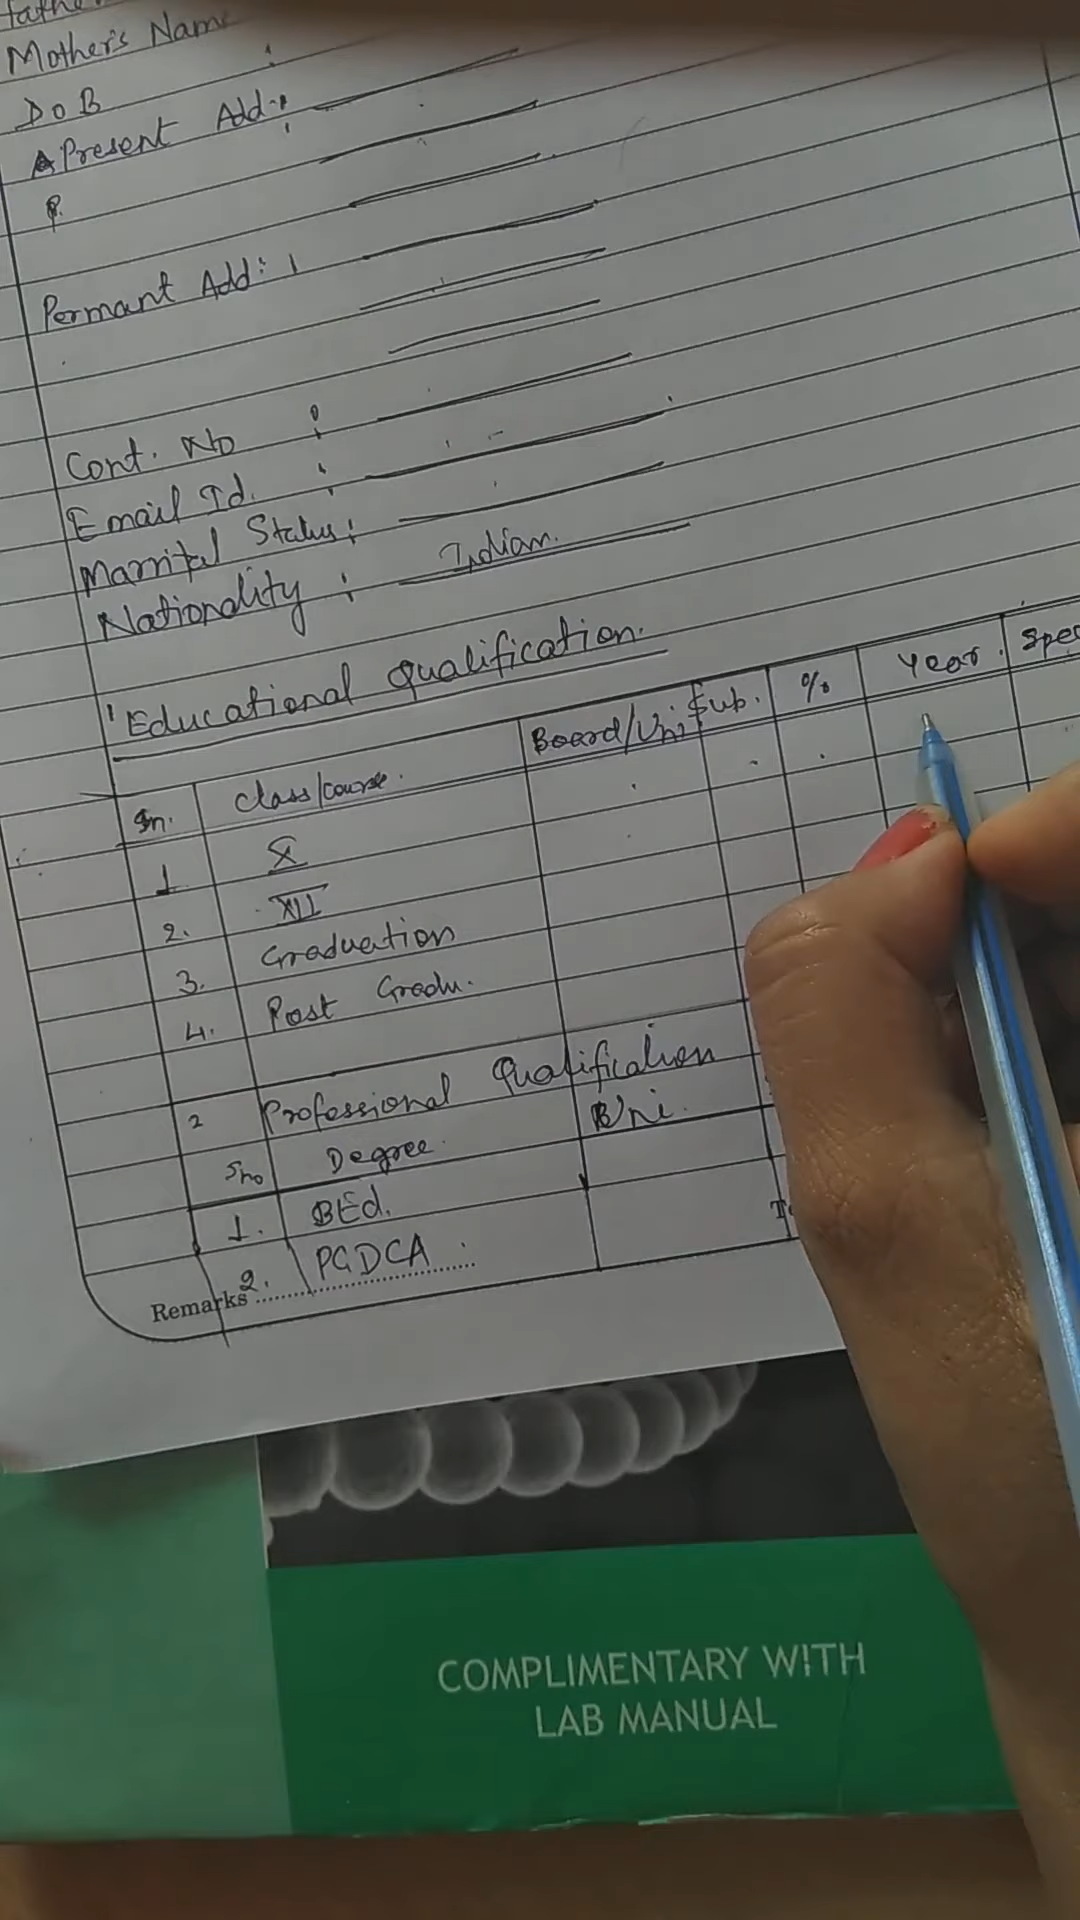 Mother's Name
DOB :
Present Add. :
P.
Permant Add :
Cont. No :
Email Id. :
Marrital Status :
Nationality : Indian.
1 Educational Qualification.
Sn. Class/course. Board/Uni Sub. % Year.
1 X
2. XII
3. Graduation
4. Post Gradu.
2 Professional Qualification
Sno Degree Uni.
1. BEd.
2. PGDCA
Remarks
COMPLIMENTARY WITH
LAB MANUAL